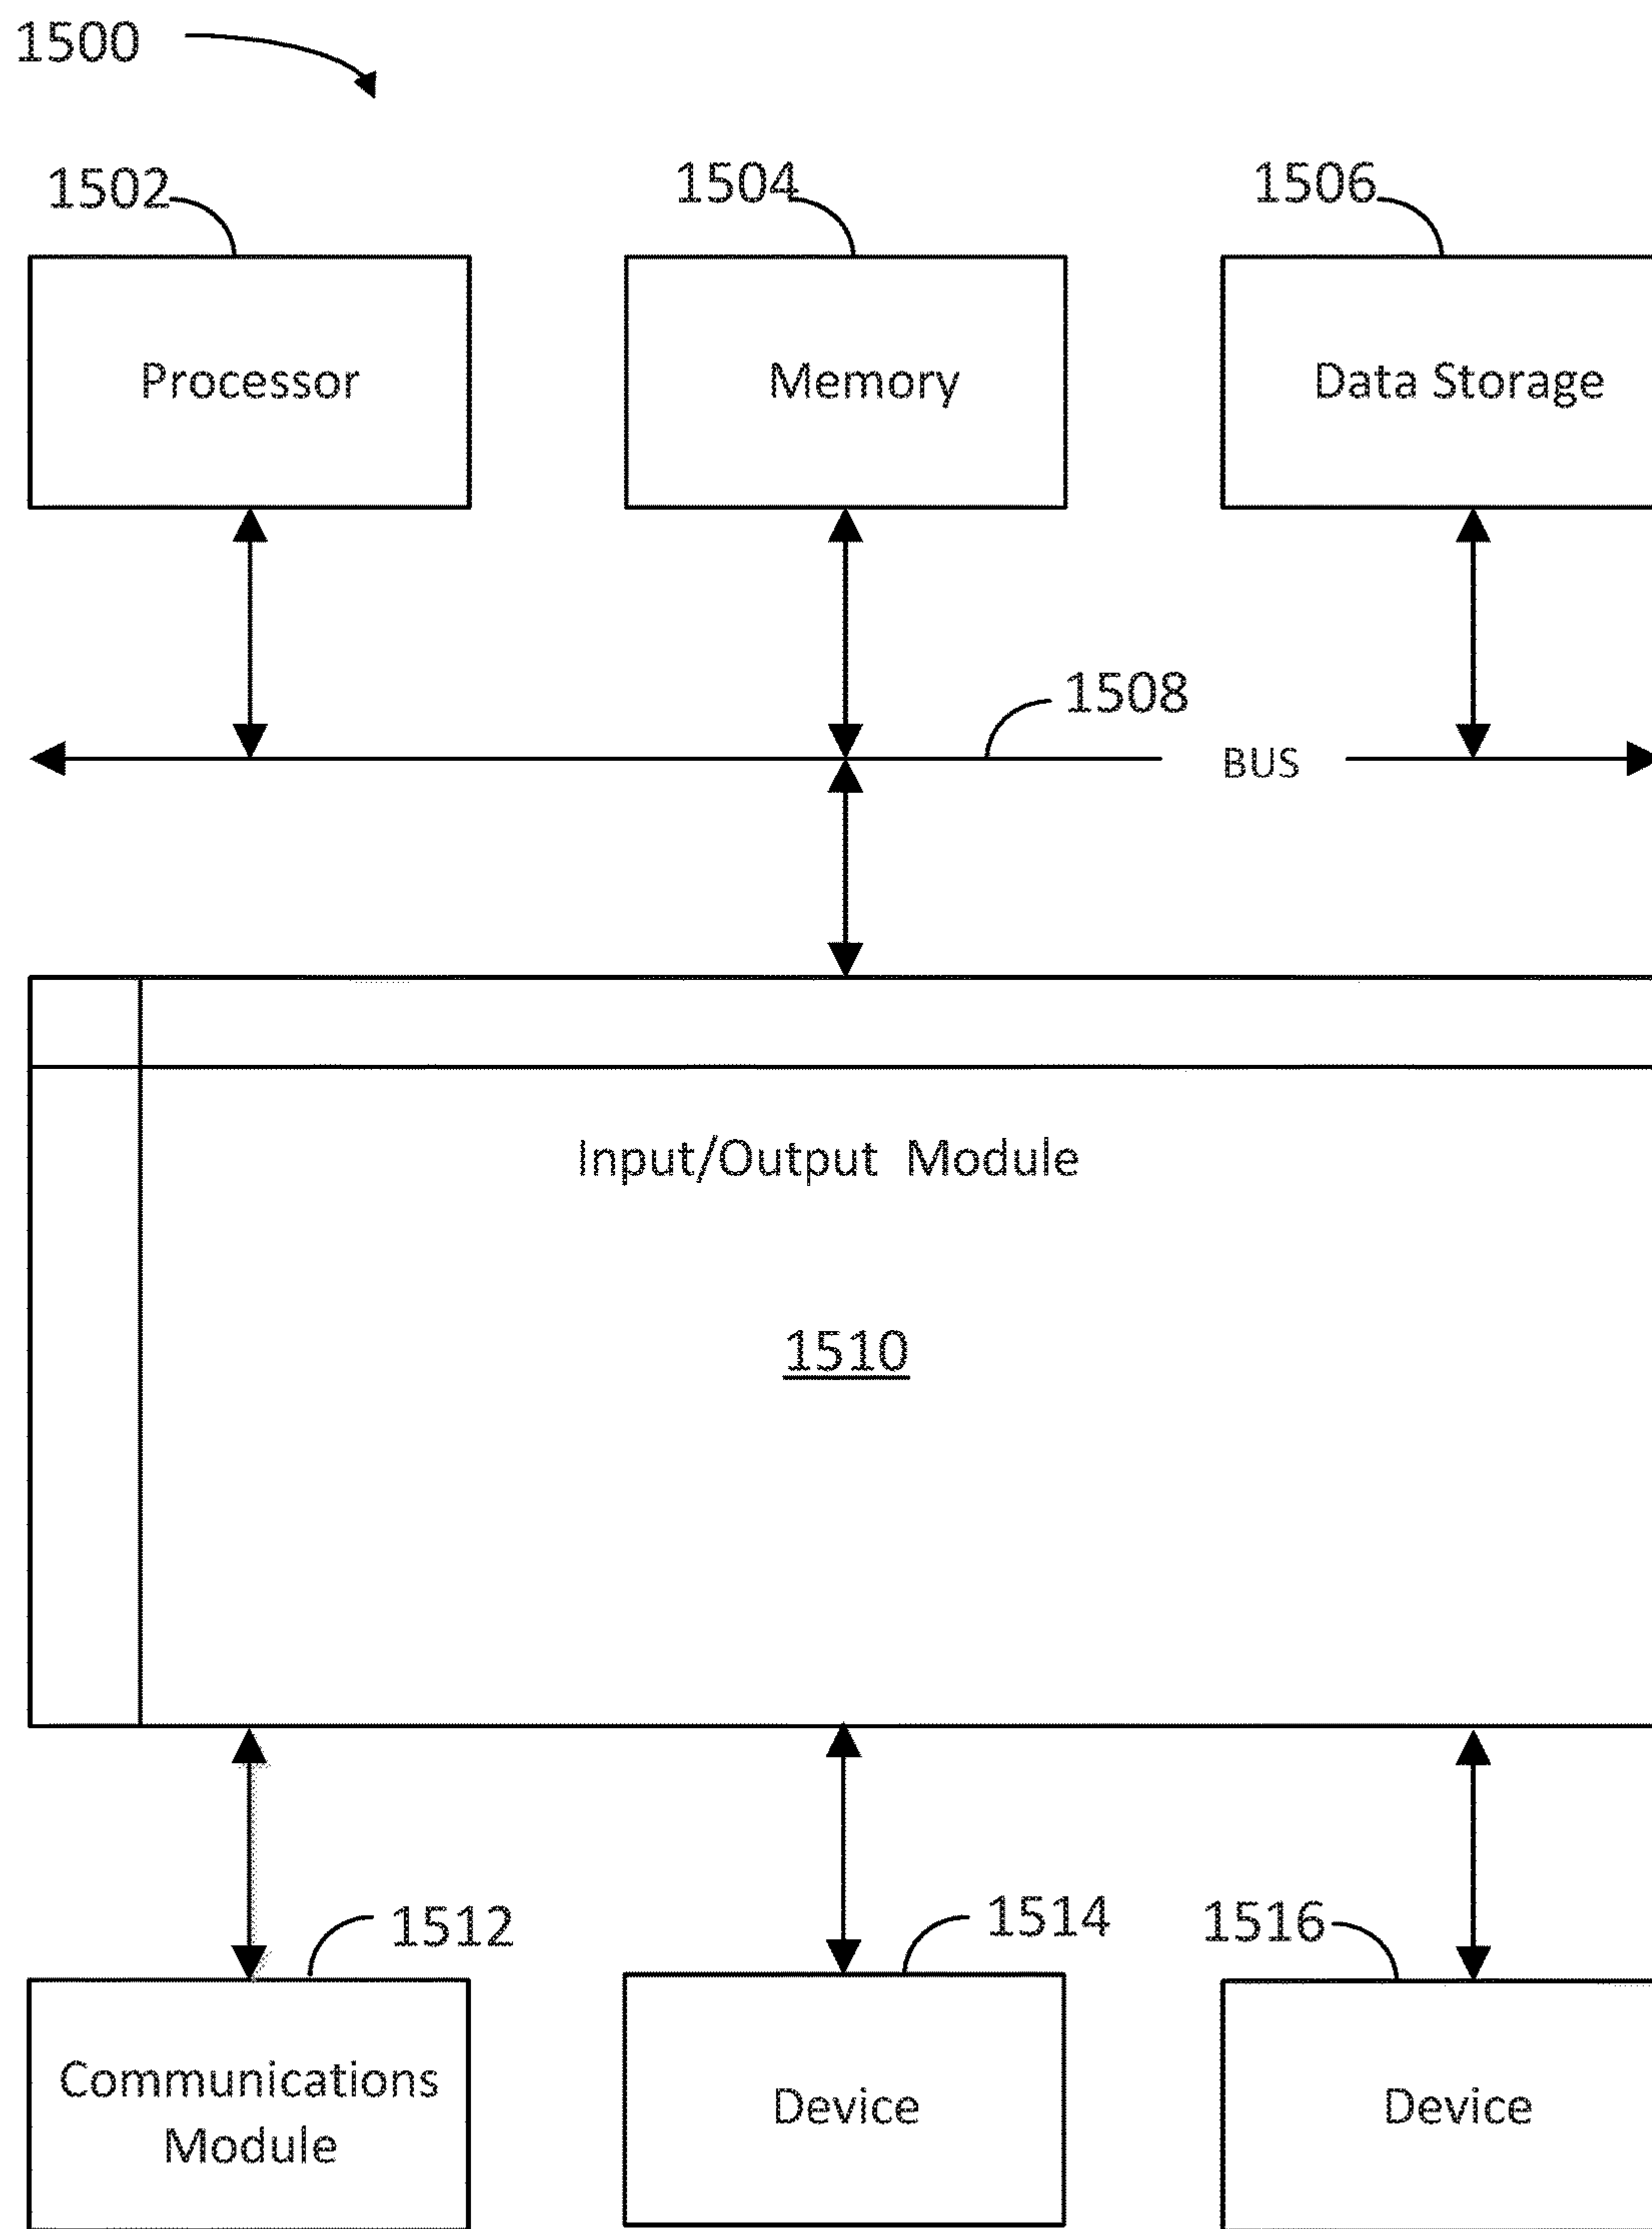 1500
1502
1504
1506
Processor
Memory
Data Storage
1508
BUS
Input/Output Module
1510
1512
1514
1516
Communications
Module
Device
Device